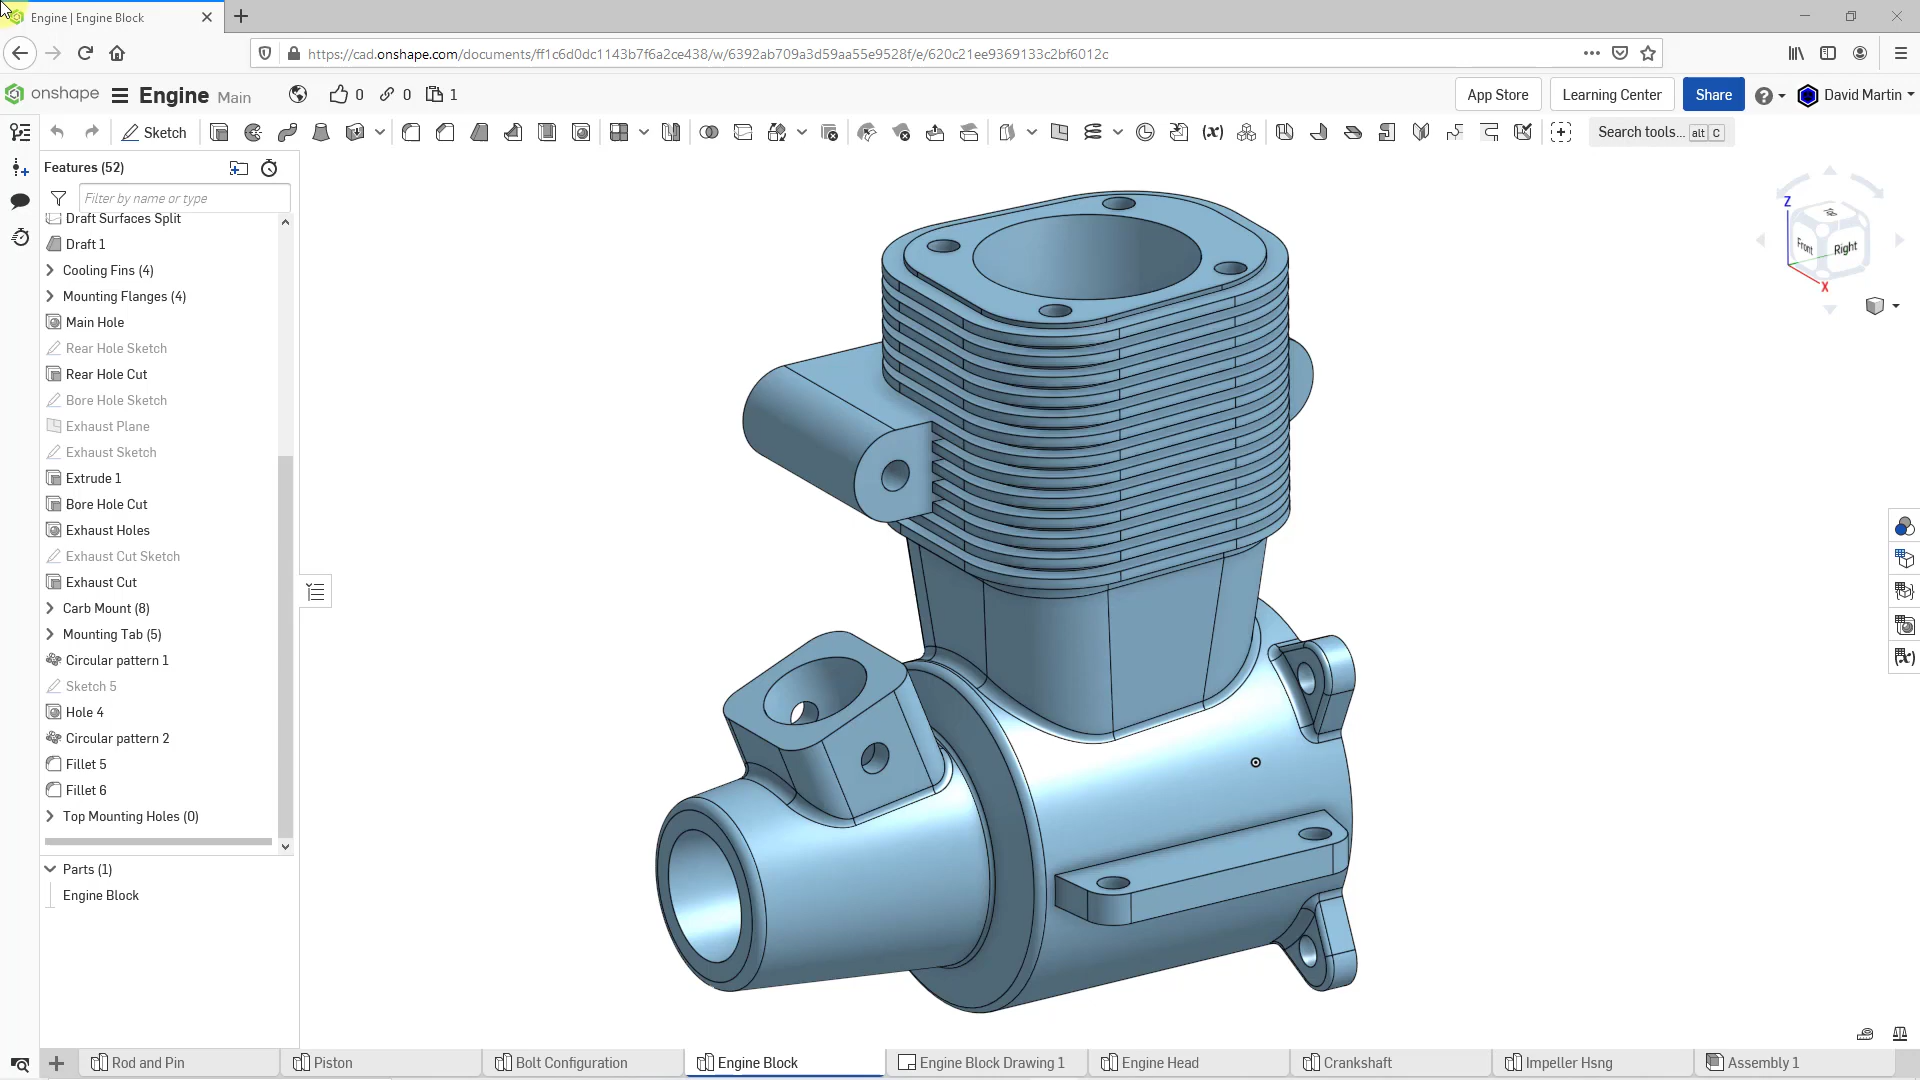 Engine | Engine Block
https://cad.onshape.com/documents/ff1c6d0dc1143b7f6a2ce438/w/6392ab709a3d59aa55e9528f/e/620c21ee9369133c2bf6012c
onshape Engine Main 0 0 1 App Store Learning Center Share David Martin
Sketch (x) Search tools... alt C
Features (52)
Filter by name or type
Draft Surfaces Split
Draft 1
Cooling Fins (4)
Mounting Flanges (4)
Main Hole
Rear Hole Sketch
Rear Hole Cut
Bore Hole Sketch
Exhaust Plane
Exhaust Sketch
Extrude 1
Bore Hole Cut
Exhaust Holes
Exhaust Cut Sketch
Exhaust Cut
Carb Mount (8)
Mounting Tab (5)
Circular pattern 1
Sketch 5
Hole 4
Circular pattern 2
Fillet 5
Fillet 6
Top Mounting Holes (0)
Parts (1)
Engine Block
Z
Front Right
X
(x)
Rod and Pin Piston Bolt Configuration Engine Block Engine Block Drawing 1 Engine Head Crankshaft Impeller Hsng Assembly 1